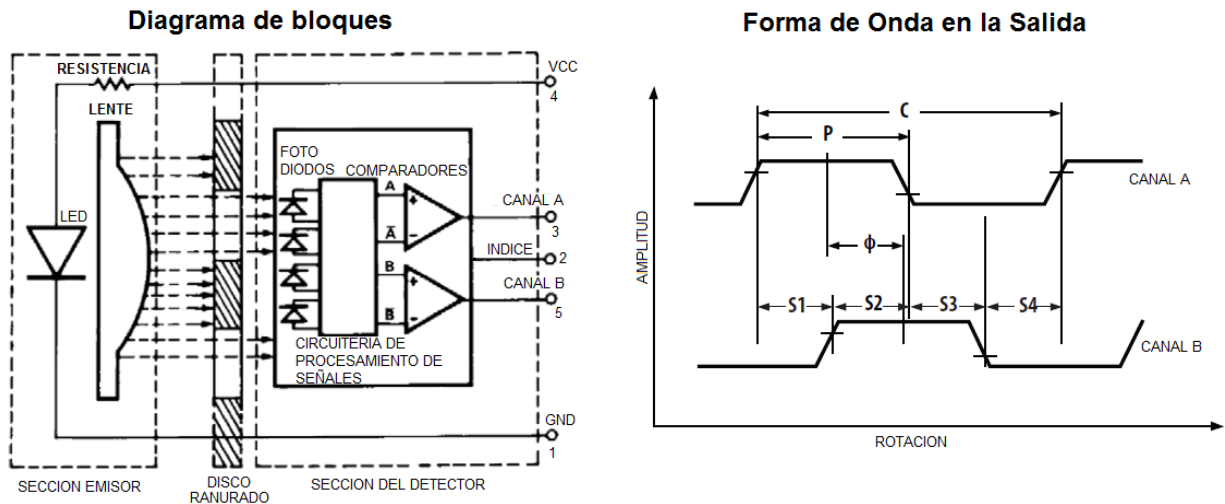 Diagrama de bloques
RESISTENCIA
LENTE
LED
FOTO
DIODOS
COMPARADORES
A
+
A̅
-
B
+
B̅
-
CIRCUITERIA DE
PROCESAMIENTO DE
SEÑALES
VCC
4
CANAL A
3
INDICE
2
CANAL B
5
GND
1
SECCION EMISOR
DISCO
RANURADO
SECCION DEL DETECTOR
Forma de Onda en la Salida
AMPLITUD
C
P
CANAL A
ϕ
S1
S2
S3
S4
CANAL B
ROTACION